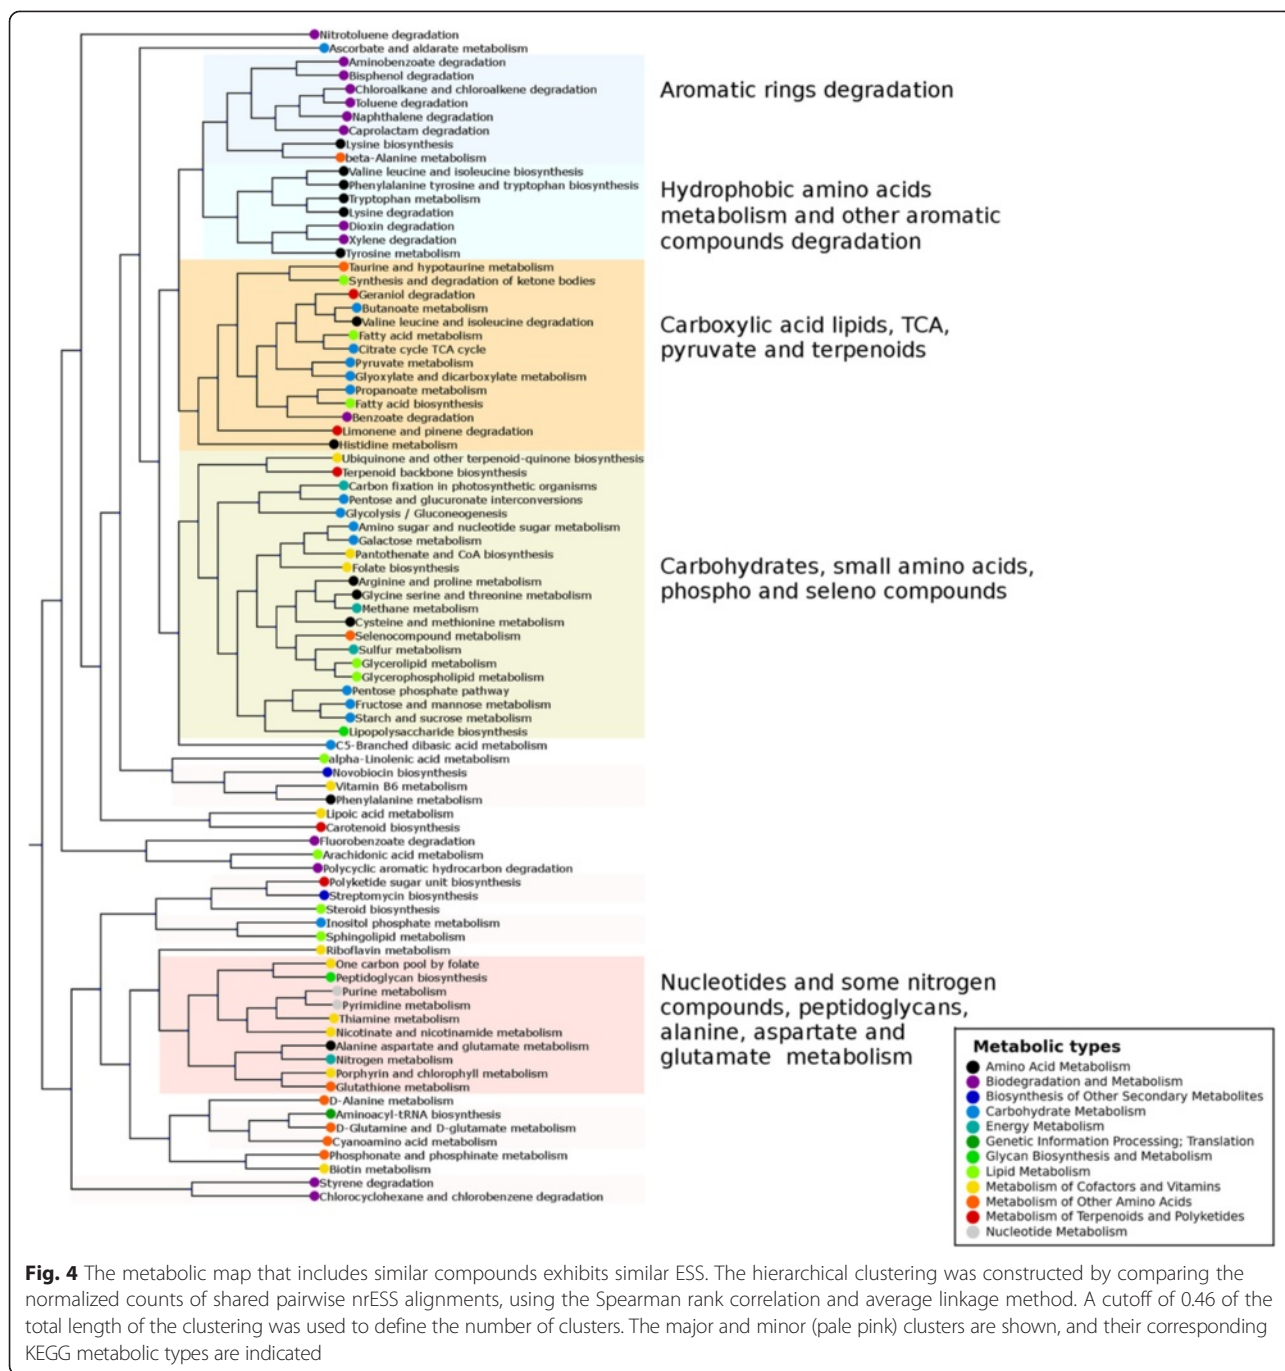 Nitrotoluene degradation
Ascorbate and aldarate metabolism
Aminobenzoate degradation
Bisphenol degradation
Chloroalkane and chloroalkene degradation
Toluene degradation
Naphthalene degradation
Caprolactam degradation
Lysine biosynthesis
beta-Alanine metabolism
Aromatic rings degradation
Valine leucine and isoleucine biosynthesis
Phenylalanine tyrosine and tryptophan biosynthesis
Tryptophan metabolism
Lysine degradation
Dioxin degradation
Xylene degradation
Tyrosine metabolism
Hydrophobic amino acids
metabolism and other aromatic
compounds degradation
Taurine and hypotaurine metabolism
Synthesis and degradation of ketone bodies
Geraniol degradation
Butanoate metabolism
Valine leucine and isoleucine degradation
Fatty acid metabolism
Citrate cycle TCA cycle
Pyruvate metabolism
Glyoxylate and dicarboxylate metabolism
Propanoate metabolism
Fatty acid biosynthesis
Benzoate degradation
Limonene and pinene degradation
Histidine metabolism
Carboxylic acid lipids, TCA,
pyruvate and terpenoids
Ubiquinone and other terpenoid-quinone biosynthesis
Terpenoid backbone biosynthesis
Carbon fixation in photosynthetic organisms
Pentose and glucuronate interconversions
Glycolysis / Gluconeogenesis
Amino sugar and nucleotide sugar metabolism
Galactose metabolism
Pantothenate and CoA biosynthesis
Folate biosynthesis
Arginine and proline metabolism
Glycine serine and threonine metabolism
Methane metabolism
Cysteine and methionine metabolism
Selenocompound metabolism
Sulfur metabolism
Glycerolipid metabolism
Glycerophospholipid metabolism
Pentose phosphate pathway
Fructose and mannose metabolism
Starch and sucrose metabolism
Lipopolysaccharide biosynthesis
Carbohydrates, small amino acids,
phospho and seleno compounds
C5-Branched dibasic acid metabolism
alpha-Linolenic acid metabolism
Novobiocin biosynthesis
Vitamin B6 metabolism
Phenylalanine metabolism
Lipoic acid metabolism
Carotenoid biosynthesis
Fluorobenzoate degradation
Arachidonic acid metabolism
Polycyclic aromatic hydrocarbon degradation
Polyketide sugar unit biosynthesis
Streptomycin biosynthesis
Steroid biosynthesis
Inositol phosphate metabolism
Sphingolipid metabolism
Riboflavin metabolism
One carbon pool by folate
Peptidoglycan biosynthesis
Purine metabolism
Pyrimidine metabolism
Thiamine metabolism
Nicotinate and nicotinamide metabolism
Alanine aspartate and glutamate metabolism
Nitrogen metabolism
Porphyrin and chlorophyll metabolism
Glutathione metabolism
Nucleotides and some nitrogen
compounds, peptidoglycans,
alanine, aspartate and
glutamate metabolism
D-Alanine metabolism
Aminoacyl-tRNA biosynthesis
D-Glutamine and D-glutamate metabolism
Cyanoamino acid metabolism
Phosphonate and phosphinate metabolism
Biotin metabolism
Styrene degradation
Chlorocyclohexane and chlorobenzene degradation
Metabolic types
Amino Acid Metabolism
Biodegradation and Metabolism
Biosynthesis of Other Secondary Metabolites
Carbohydrate Metabolism
Energy Metabolism
Genetic Information Processing; Translation
Glycan Biosynthesis and Metabolism
Lipid Metabolism
Metabolism of Cofactors and Vitamins
Metabolism of Other Amino Acids
Metabolism of Terpenoids and Polyketides
Nucleotide Metabolism
Fig. 4 The metabolic map that includes similar compounds exhibits similar ESS. The hierarchical clustering was constructed by comparing the
normalized counts of shared pairwise nrESS alignments, using the Spearman rank correlation and average linkage method. A cutoff of 0.46 of the
total length of the clustering was used to define the number of clusters. The major and minor (pale pink) clusters are shown, and their corresponding
KEGG metabolic types are indicated